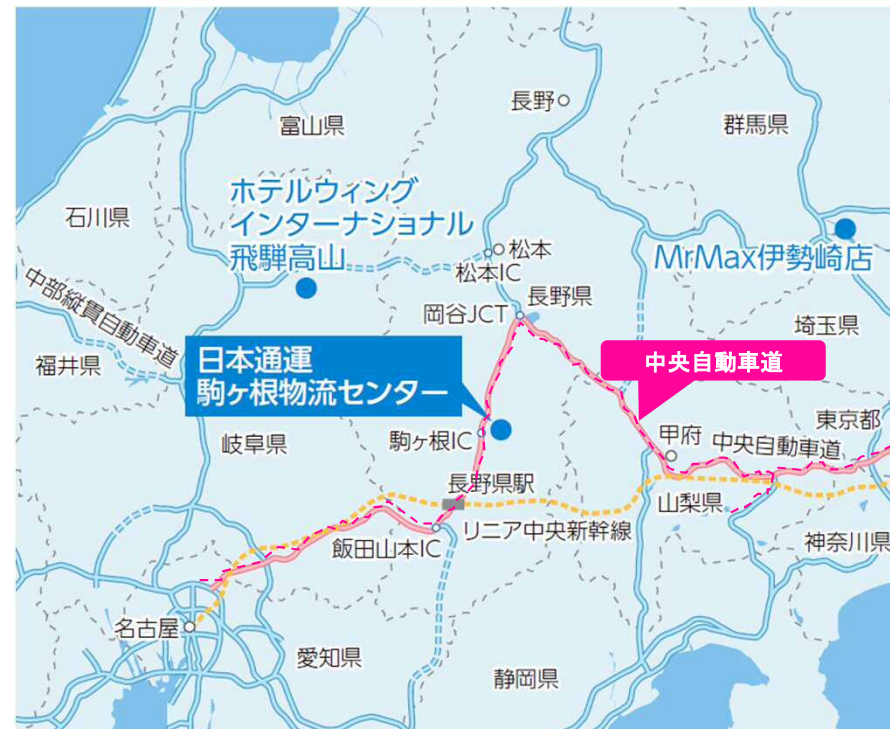 長野
富山県
群馬県
ホテルウィング
インターナショナル
飛騨高山
石川県
松本
松本IC
MrMax伊勢崎店
長野県
岡谷JCT
中部縦貫自動車道
埼玉県
日本通運
駒ヶ根物流センター
中央自動車道
福井県
東京都
岐阜県
駒ヶ根IC
甲府
中央自動車道
長野県駅
山梨県
飯田山本IC
リニア中央新幹線
神奈川県
名古屋
愛知県
静岡県